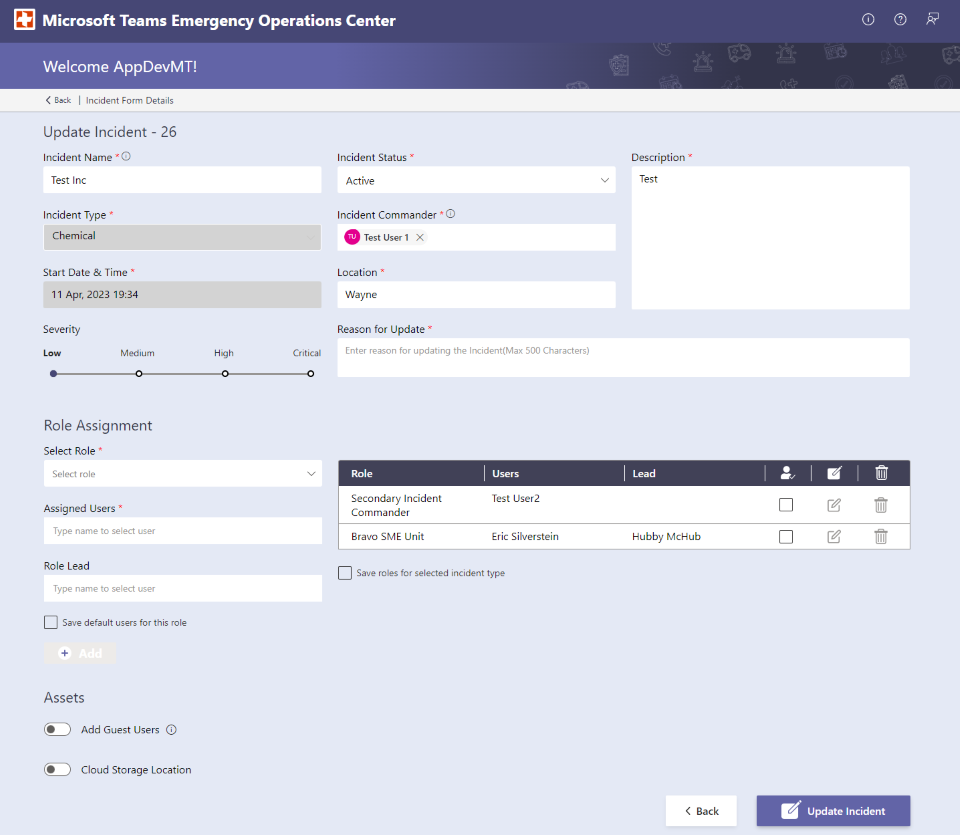 Microsoft Teams Emergency Operations Center
Welcome AppDevMT!
Back | Incident Form Details
Update Incident - 26
Incident Name *
Test Inc
Incident Status *
Active
Description *
Test
Incident Type *
Chemical
Incident Commander *
TU Test User 1
Start Date & Time *
11 Apr, 2023 19:34
Location *
Wayne
Severity
Low Medium High Critical
Reason for Update *
Enter reason for updating the Incident(Max 500 Characters)
Role Assignment
Select Role *
Select role
Assigned Users *
Type name to select user
Role Lead
Type name to select user
Save default users for this role
Add
Role Users Lead
Secondary Incident Test User2
Commander
Bravo SME Unit Eric Silverstein Hubby McHub
Save roles for selected incident type
Assets
Add Guest Users
Cloud Storage Location
Back
Update Incident